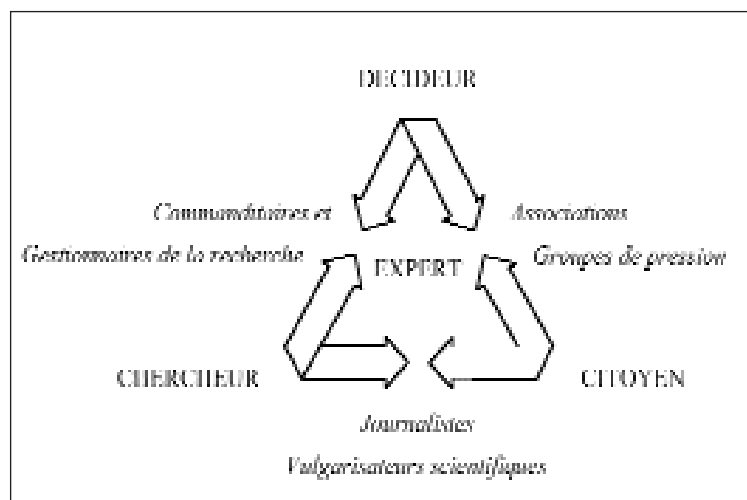 DECIDEUR
Commanditaires et
Associations
Gestionnaires de la recherche
EXPERT
Groupes de pression
CHERCHEUR
CITOYEN
Journalistes
Vulgarisateurs scientifiques